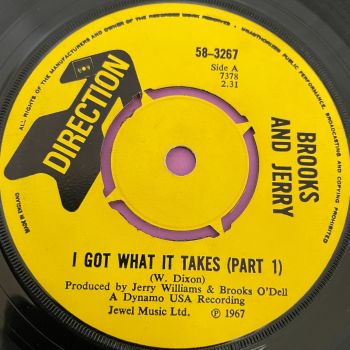 ALL RIGHTS OF THE MANUFACTURERS AND OWNER OF THE RECORDED WORK RESERVED
UNAUTHORISED PUBLIC PERFORMANCE, BROADCASTING AND COPYING PROHIBITED
DIRECTION
58-3267
Side A
7378
2.31
BROOKS
AND JERRY
MADE IN ENGLAND
I GOT WHAT IT TAKES (PART 1)
(W. Dixon)
Produced by Jerry Williams & Brooks O'Dell
A Dynamo USA Recording
Jewel Music Ltd. ℗ 1967